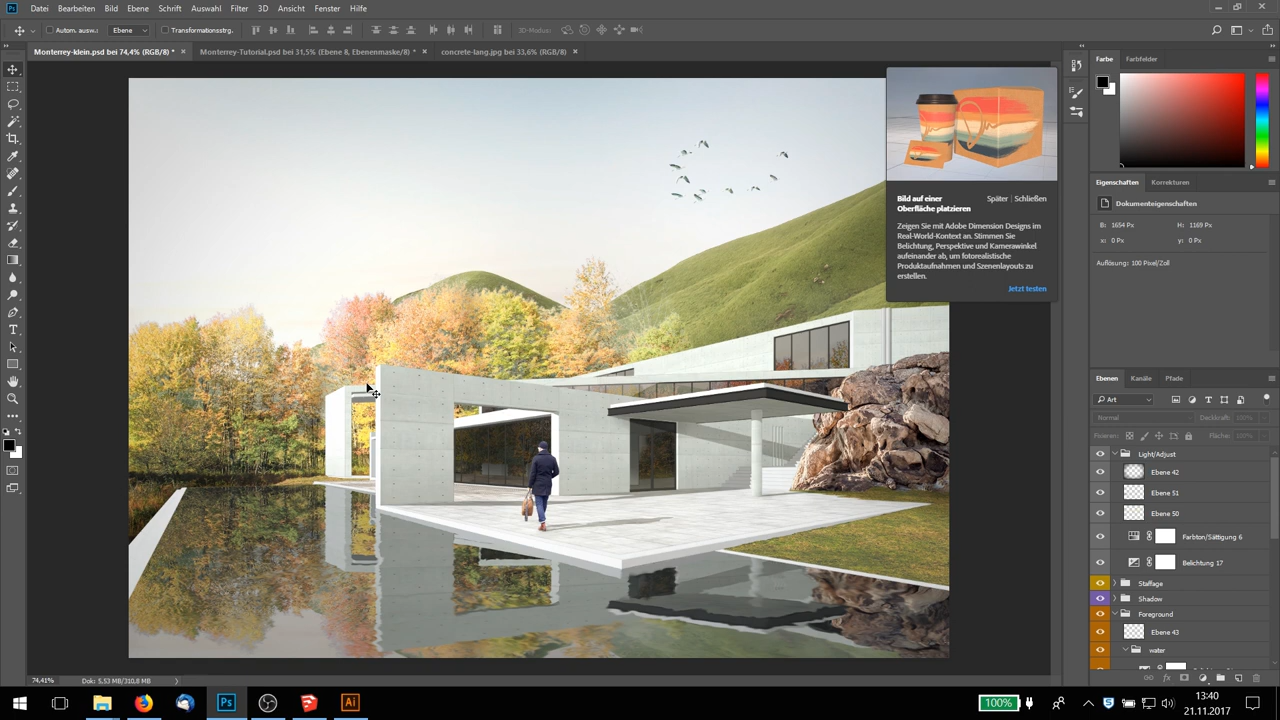 Ps
Datei Bearbeiten Bild Ebene Schrift Auswahl Filter 3D Ansicht Fenster Hilfe
Autom. ausw.: Ebene Transformationsstrg. 3D-Modus:
Monterrey-klein.psd bei 74,4% (RGB/8) * Monterrey-Tutorial.psd bei 31,5% (Ebene 8, Ebenenmaske/8) * concrete-lang.jpg bei 33,6% (RGB/8)
Farbe Farbfelder
Bild auf einer
Oberfläche platzieren
Später | Schließen
Zeigen Sie mit Adobe Dimension Designs im
Real-World-Kontext an. Stimmen Sie
Belichtung, Perspektive und Kamerawinkel
aufeinander ab, um fotorealistische
Produktaufnahmen und Szenenlayouts zu
erstellen.
Jetzt testen
Eigenschaften Korrekturen
Dokumenteigenschaften
B: 1654 Px H: 1169 Px
x: 0 Px y: 0 Px
Auflösung: 100 Pixel/Zoll
Ebenen Kanäle Pfade
Art
Normal Deckkraft: 100%
Fixieren: Fläche: 100%
Light/Adjust
Ebene 42
Ebene 51
Ebene 50
Farbton/Sättigung 6
Belichtung 17
Staffage
Shadow
Foreground
Ebene 43
water
74,41% Dok: 5,53 MB/310,8 MB
Ps Ai
100%
13:40
21.11.2017